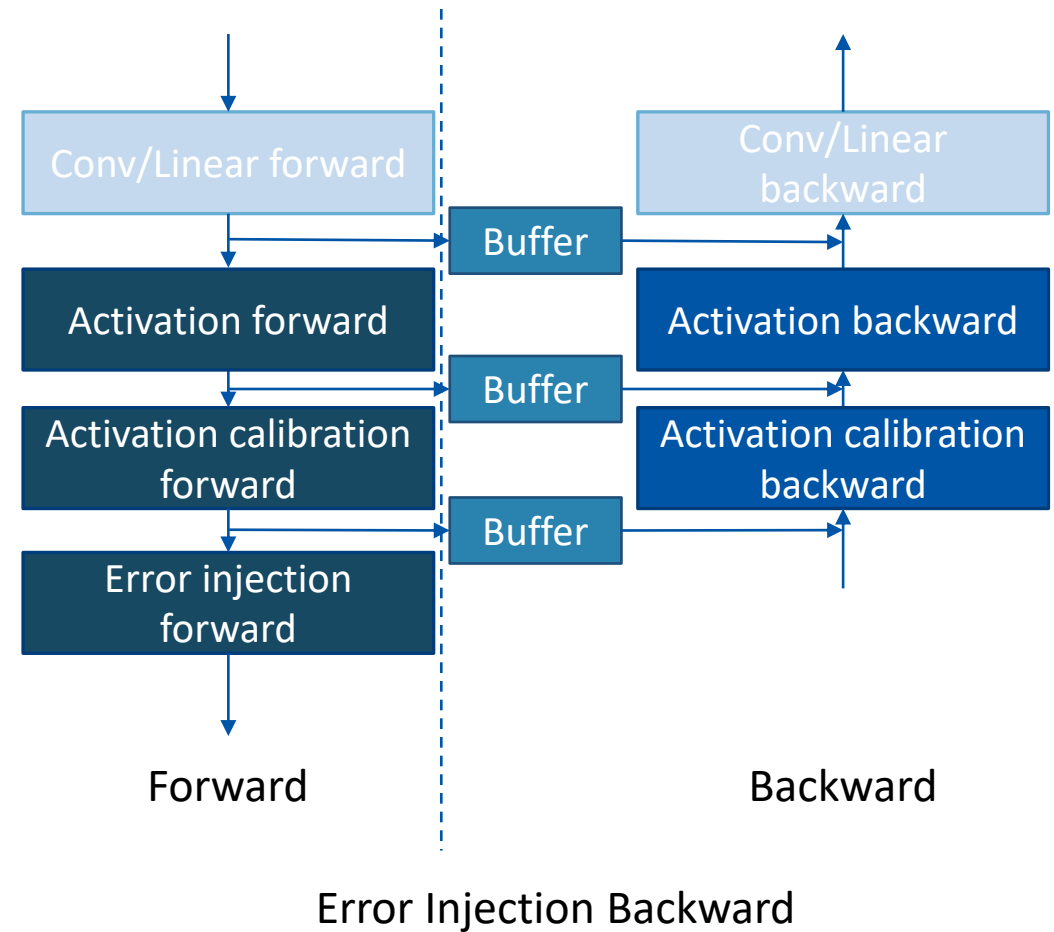 Conv/Linear forward
Conv/Linear
backward
Buffer
Activation forward
Activation backward
Buffer
Activation calibration
forward
Activation calibration
backward
Buffer
Error injection
forward
Forward
Backward
Error Injection Backward